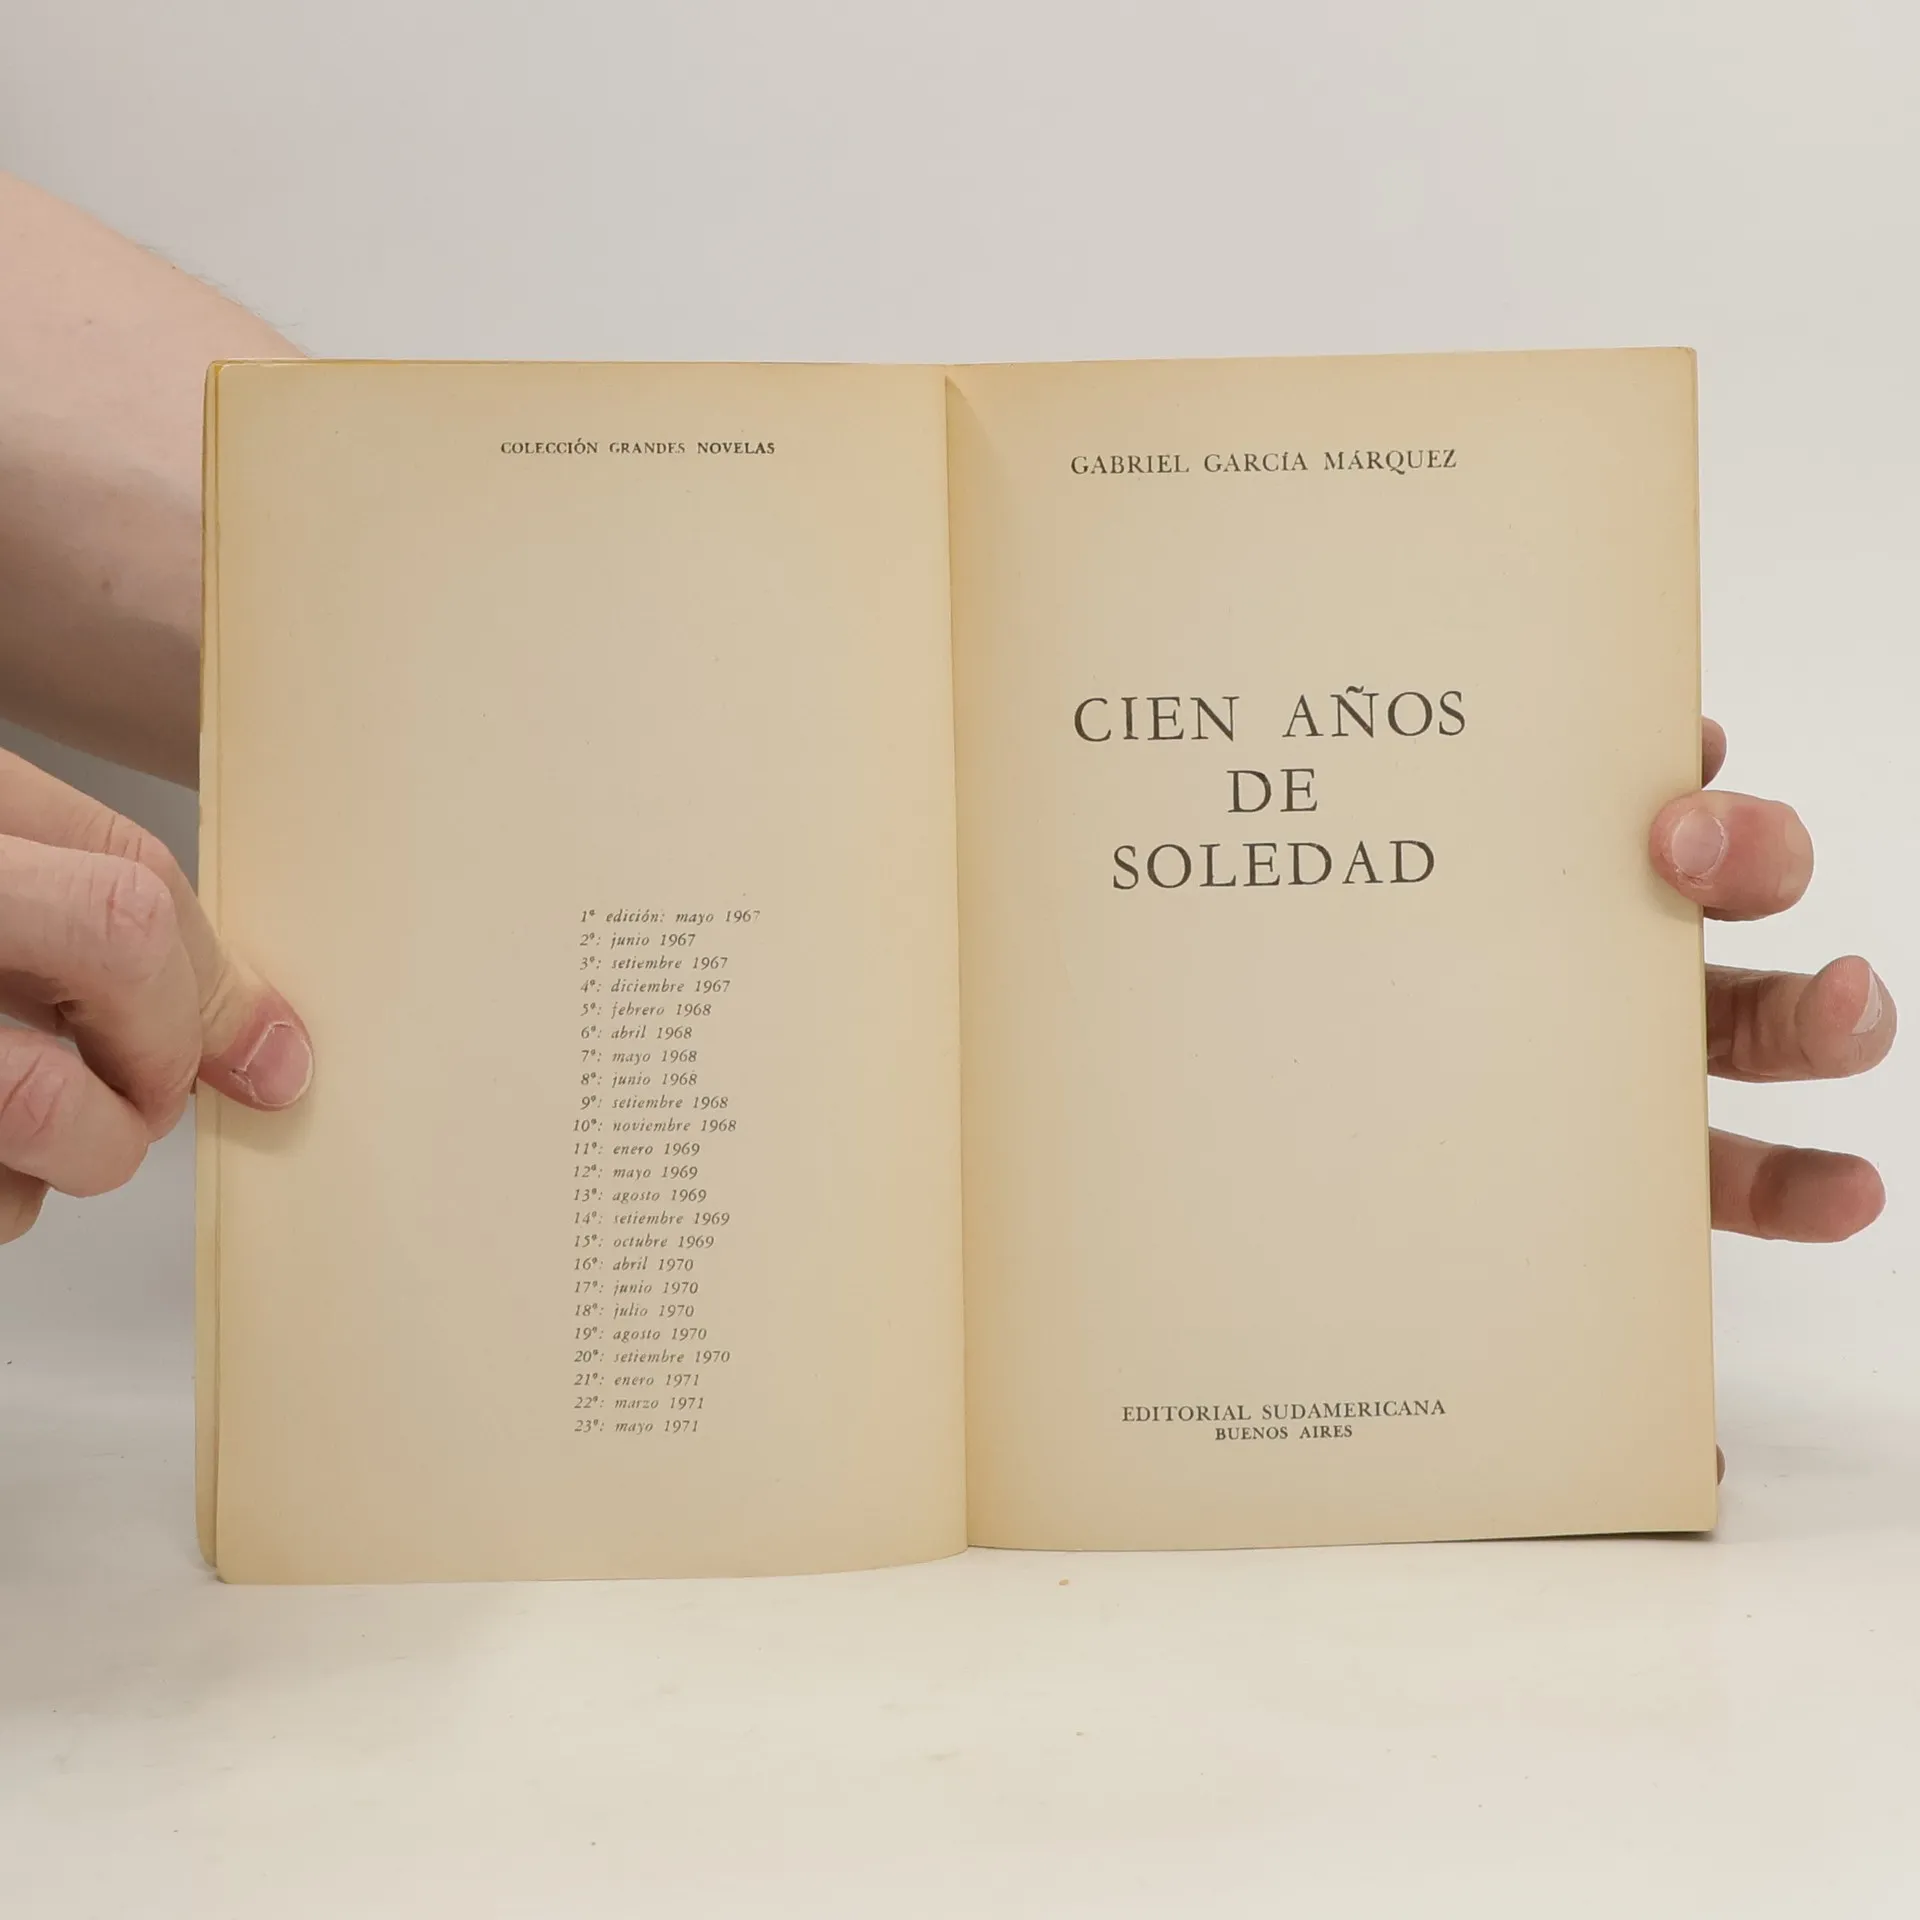 COLECCIÓN GRANDES NOVELAS
1ª edición: mayo 1967
2ª: junio 1967
3ª: setiembre 1967
4ª: diciembre 1967
5ª: febrero 1968
6ª: abril 1968
7ª: mayo 1968
8ª: junio 1968
9ª: setiembre 1968
10ª: noviembre 1968
11ª: enero 1969
12ª: mayo 1969
13ª: agosto 1969
14ª: setiembre 1969
15ª: octubre 1969
16ª: abril 1970
17ª: junio 1970
18ª: julio 1970
19ª: agosto 1970
20ª: setiembre 1970
21ª: enero 1971
22ª: marzo 1971
23ª: mayo 1971
GABRIEL GARCÍA MÁRQUEZ
CIEN AÑOS
DE
SOLEDAD
EDITORIAL SUDAMERICANA
BUENOS AIRES